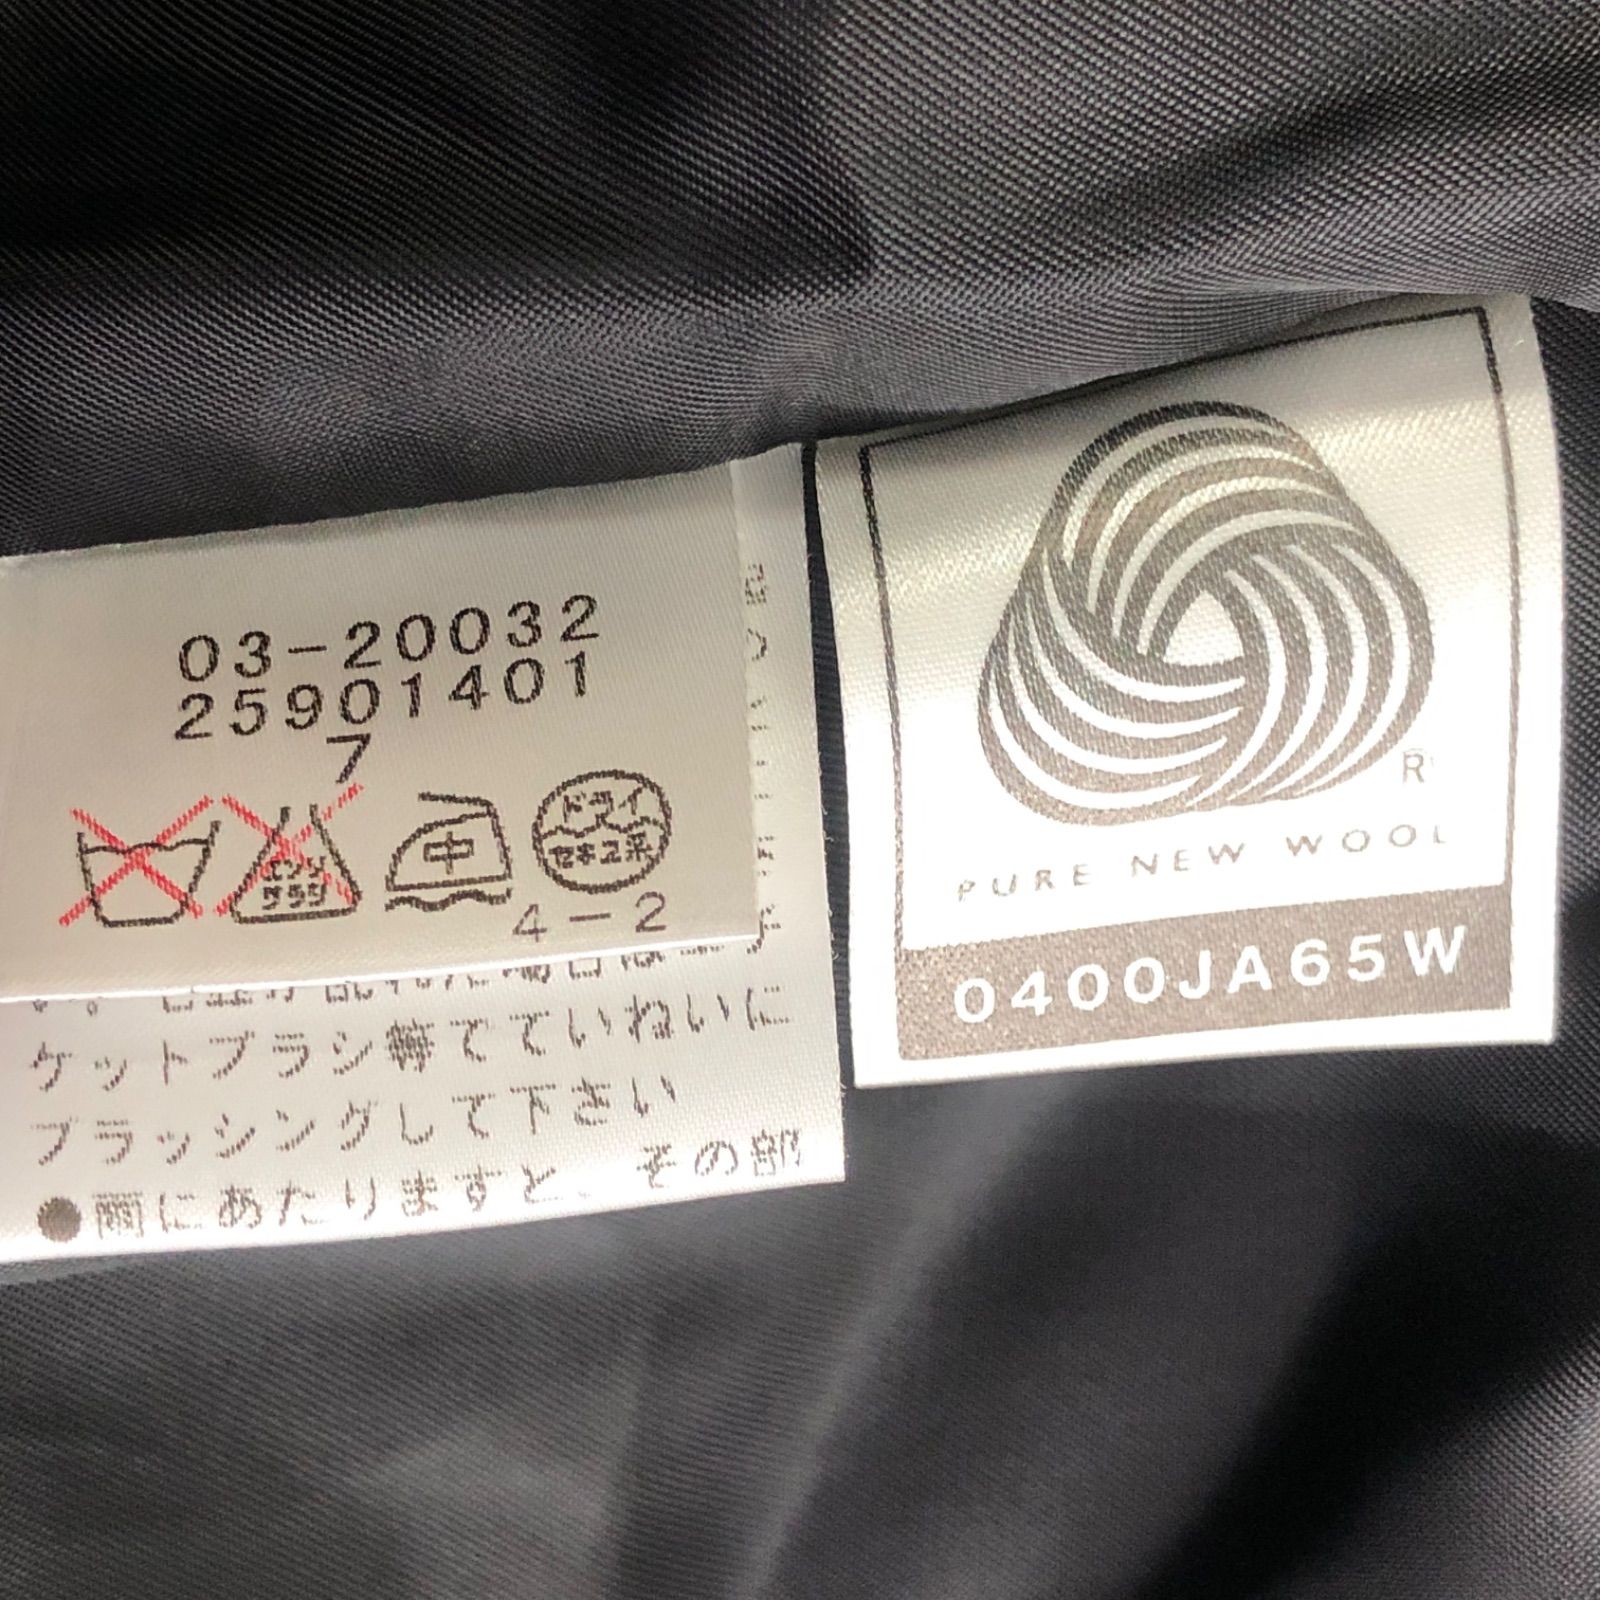 03-20032
25901401
7
エンソ
サラシ
中
ドライ
セキユ系
4-2
ケットブラシ等でていねいに
ブラッシングして下さい
●雨にあたりますと、その部
R
PURE NEW WOOL
0400JA65W